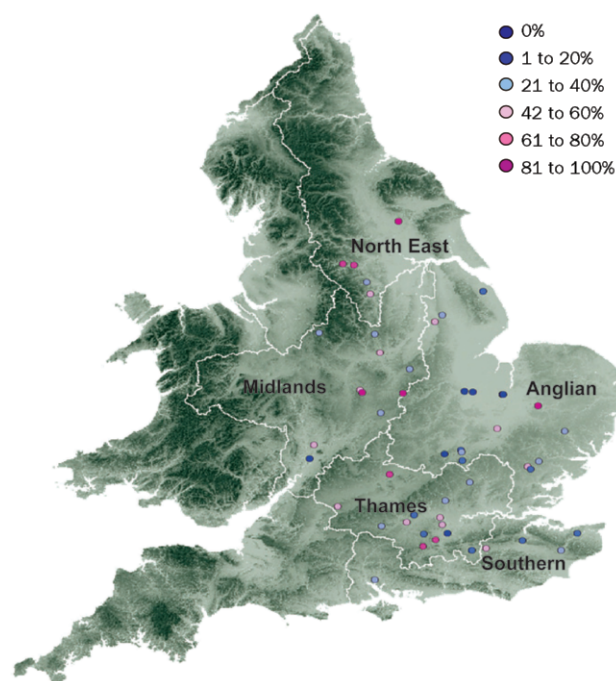 0%
1 to 20%
21 to 40%
42 to 60%
61 to 80%
81 to 100%
North East
Midlands
Anglian
Thames
Southern